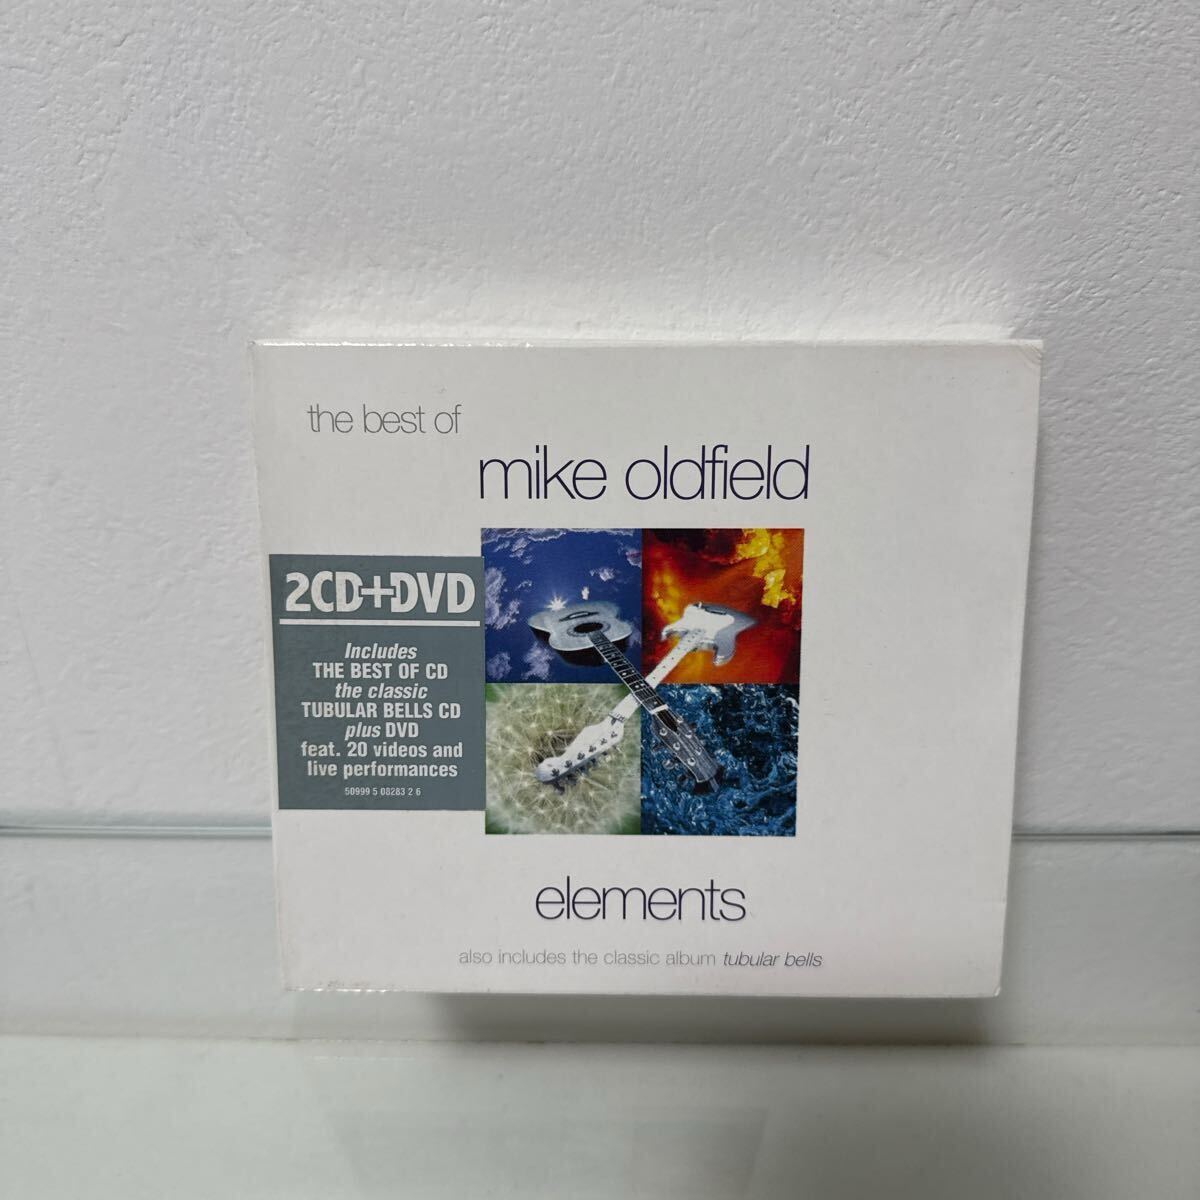 the best of
mike oldfield
2CD+DVD
Includes
THE BEST OF CD
the classic
TUBULAR BELLS CD
plus DVD
feat. 20 videos and
live performances
50999 5 08283 2 6
elements
also includes the classic album tubular bells